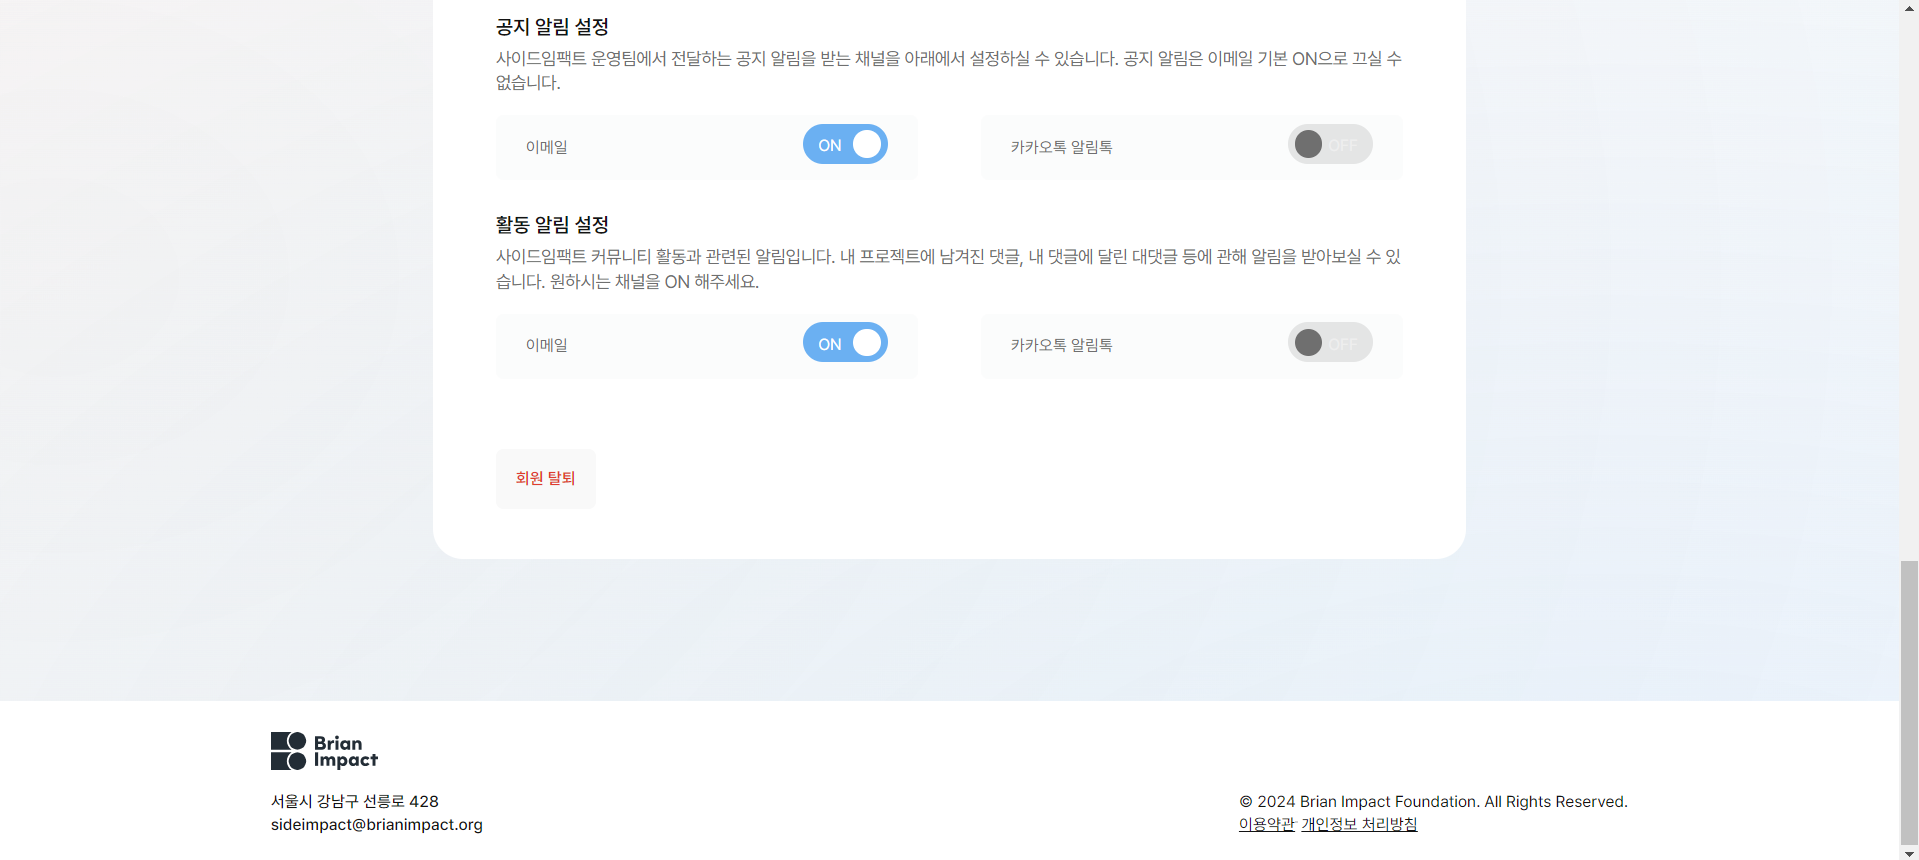 공지 알림 설정
사이드임팩트 운영팀에서 전달하는 공지 알림을 받는 채널을 아래에서 설정하실 수 있습니다. 공지 알림은 이메일 기본 ON으로 끄실 수
없습니다.
이메일 ON 카카오톡 알림톡 OFF
활동 알림 설정
사이드임팩트 커뮤니티 활동과 관련된 알림입니다. 내 프로젝트에 남겨진 댓글, 내 댓글에 달린 대댓글 등에 관해 알림을 받아보실 수 있
습니다. 원하시는 채널을 ON 해주세요.
이메일 ON 카카오톡 알림톡 OFF
회원 탈퇴
Brian
Impact
서울시 강남구 선릉로 428
sideimpact@brianimpact.org
© 2024 Brian Impact Foundation. All Rights Reserved.
이용약관 개인정보 처리방침